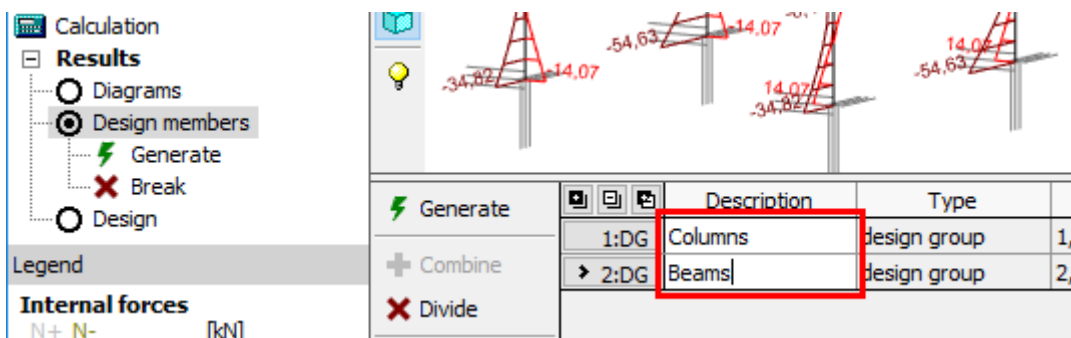 Calculation
Results
Diagrams
Design members
Generate
Break
Design
Legend
Internal forces
N+ N- [kN]
-34,82
14,07
-54,63
-14,07
14,07
-34,82
14,07
-54,63
Generate
Combine
Divide
Description Type
1:DG Columns design group 1,
2:DG Beams design group 2,